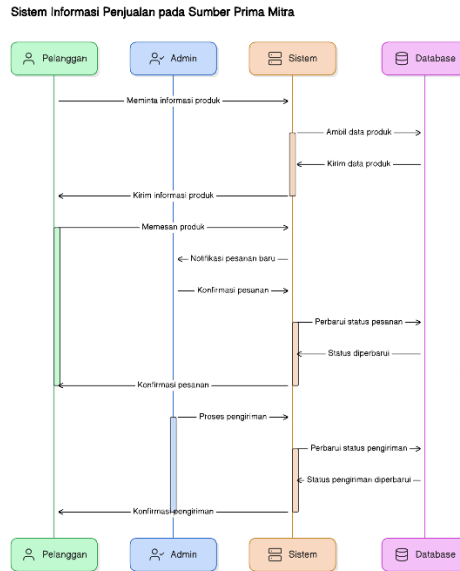 Sistem Informasi Penjualan pada Sumber Prima Mitra
Pelanggan
Admin
Sistem
Database
Meminta informasi produk
Ambil data produk
Kirim data produk
Kirim informasi produk
Memesan produk
Notifikasi pesanan baru
Konfirmasi pesanan
Perbarui status pesanan
Status diperbarui
Konfirmasi pesanan
Proses pengiriman
Perbarui status pengiriman
Status pengiriman diperbarui
Konfirmasi pengiriman
Pelanggan
Admin
Sistem
Database